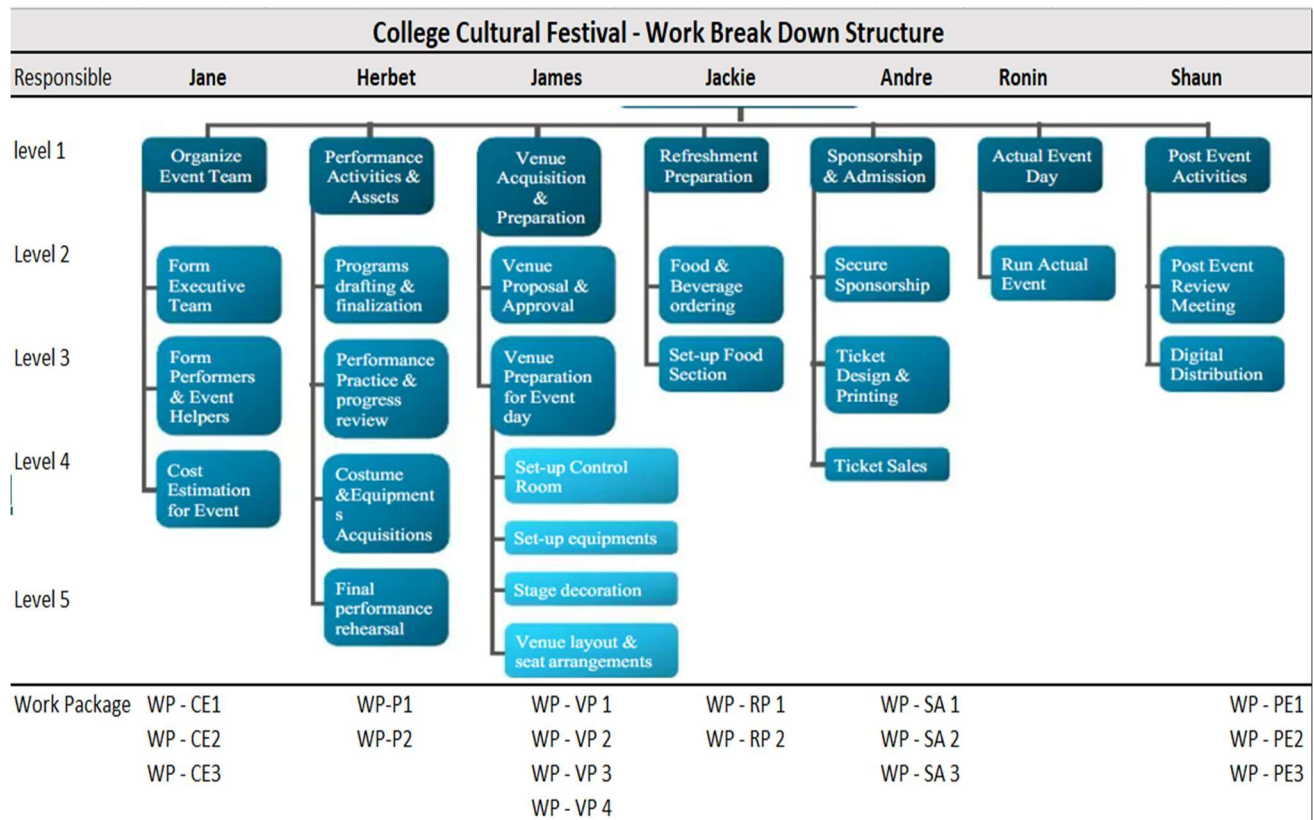 College Cultural Festival - Work Break Down Structure
Responsible Jane Herbet James Jackie Andre Ronin Shaun
level 1
Organize
Event Team
Performance
Activities &
Assets
Venue
Acquisition
&
Preparation
Refreshment
Preparation
Sponsorship
& Admission
Actual Event
Day
Post Event
Activities
Level 2
Form
Executive
Team
Programs
drafting &
finalization
Venue
Proposal &
Approval
Food &
Beverage
ordering
Secure
Sponsorship
Run Actual
Event
Post Event
Review
Meeting
Level 3
Form
Performers
& Event
Helpers
Performance
Practice &
progress
review
Venue
Preparation
for Event
day
Set-up Food
Section
Ticket
Design &
Printing
Digital
Distribution
Level 4
Cost
Estimation
for Event
Costume
&Equipment
s
Acquisitions
Set-up Control
Room
Set-up equipments
Ticket Sales
Level 5
Final
performance
rehearsal
Stage decoration
Venue layout &
seat arrangements
Work Package WP - CE1 WP-P1 WP - VP 1 WP - RP 1 WP - SA 1 WP - PE1
WP - CE2 WP-P2 WP - VP 2 WP - RP 2 WP - SA 2 WP - PE2
WP - CE3 WP - VP 3 WP - SA 3 WP - PE3
WP - VP 4